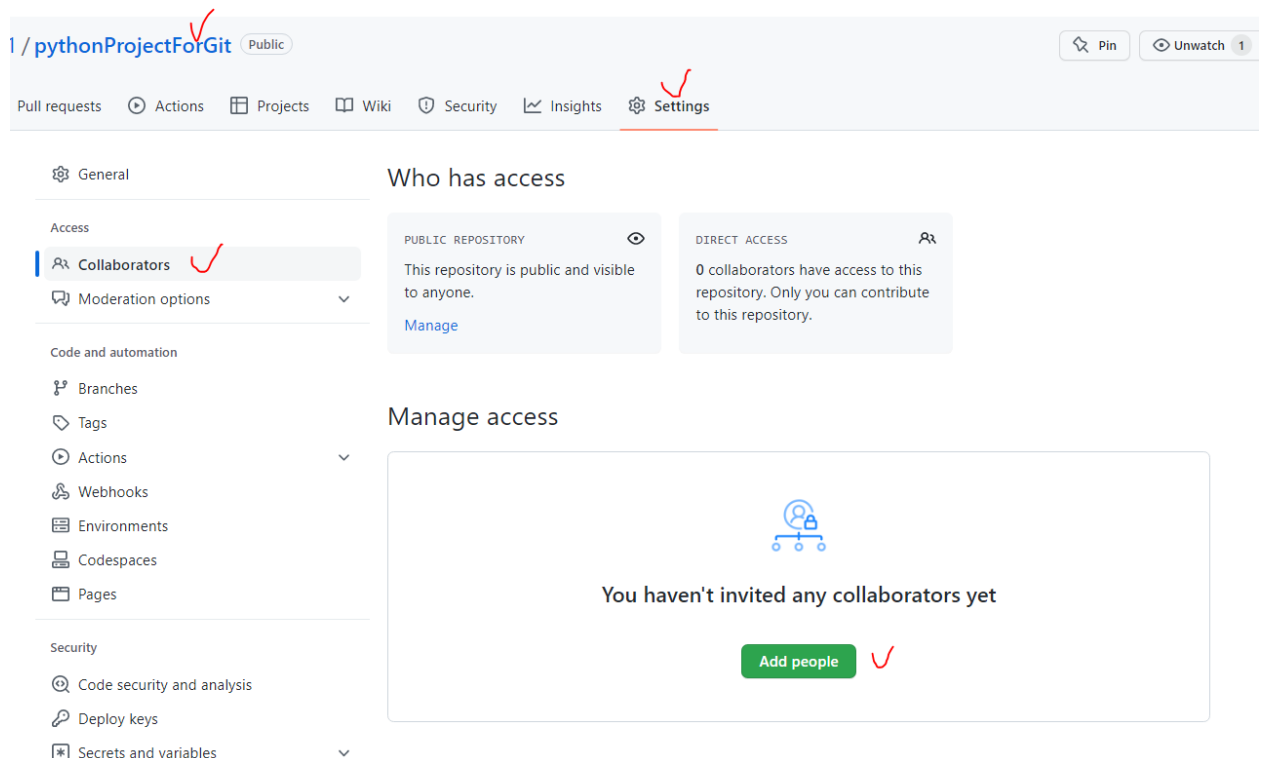 1 / pythonProjectForGit Public
Pin Unwatch 1
Pull requests Actions Projects Wiki Security Insights Settings
General
Access
Collaborators
Moderation options
Code and automation
Branches
Tags
Actions
Webhooks
Environments
Codespaces
Pages
Security
Code security and analysis
Deploy keys
Secrets and variables
Who has access
PUBLIC REPOSITORY
This repository is public and visible
to anyone.
Manage
DIRECT ACCESS
0 collaborators have access to this
repository. Only you can contribute
to this repository.
Manage access
You haven't invited any collaborators yet
Add people